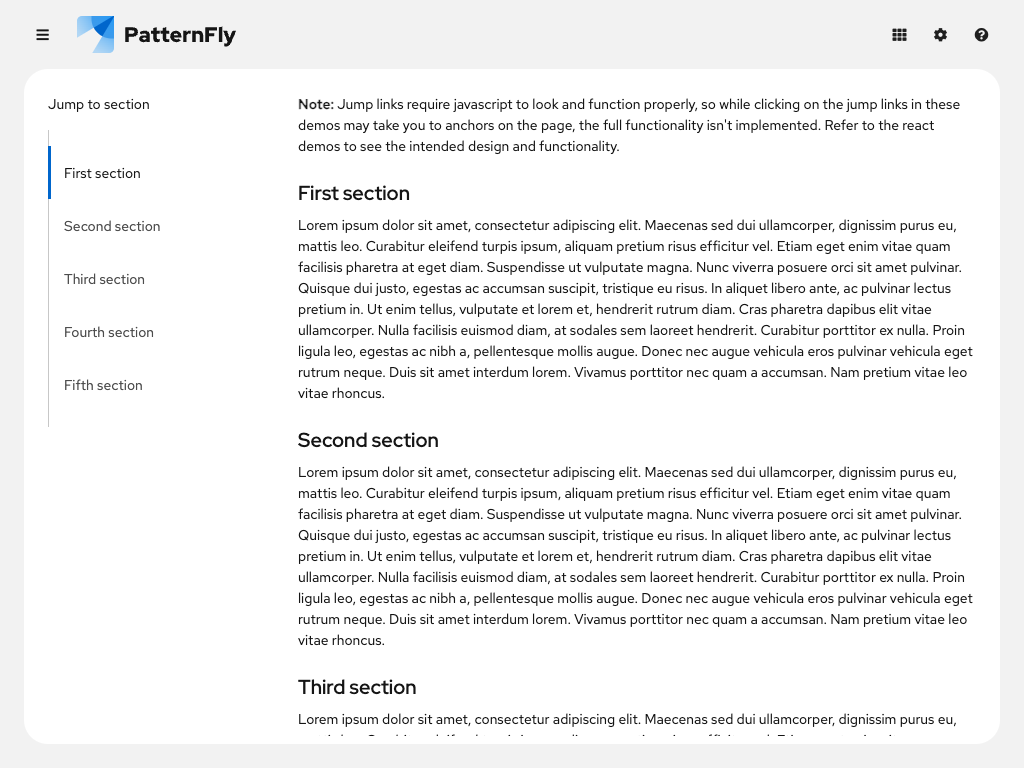 PatternFly
Jump to section
First section
Second section
Third section
Fourth section
Fifth section
Note: Jump links require javascript to look and function properly, so while clicking on the jump links in these
demos may take you to anchors on the page, the full functionality isn't implemented. Refer to the react
demos to see the intended design and functionality.
First section
Lorem ipsum dolor sit amet, consectetur adipiscing elit. Maecenas sed dui ullamcorper, dignissim purus eu,
mattis leo. Curabitur eleifend turpis ipsum, aliquam pretium risus efficitur vel. Etiam eget enim vitae quam
facilisis pharetra at eget diam. Suspendisse ut vulputate magna. Nunc viverra posuere orci sit amet pulvinar.
Quisque dui justo, egestas ac accumsan suscipit, tristique eu risus. In aliquet libero ante, ac pulvinar lectus
pretium in. Ut enim tellus, vulputate et lorem et, hendrerit rutrum diam. Cras pharetra dapibus elit vitae
ullamcorper. Nulla facilisis euismod diam, at sodales sem laoreet hendrerit. Curabitur porttitor ex nulla. Proin
ligula leo, egestas ac nibh a, pellentesque mollis augue. Donec nec augue vehicula eros pulvinar vehicula eget
rutrum neque. Duis sit amet interdum lorem. Vivamus porttitor nec quam a accumsan. Nam pretium vitae leo
vitae rhoncus.
Second section
Lorem ipsum dolor sit amet, consectetur adipiscing elit. Maecenas sed dui ullamcorper, dignissim purus eu,
mattis leo. Curabitur eleifend turpis ipsum, aliquam pretium risus efficitur vel. Etiam eget enim vitae quam
facilisis pharetra at eget diam. Suspendisse ut vulputate magna. Nunc viverra posuere orci sit amet pulvinar.
Quisque dui justo, egestas ac accumsan suscipit, tristique eu risus. In aliquet libero ante, ac pulvinar lectus
pretium in. Ut enim tellus, vulputate et lorem et, hendrerit rutrum diam. Cras pharetra dapibus elit vitae
ullamcorper. Nulla facilisis euismod diam, at sodales sem laoreet hendrerit. Curabitur porttitor ex nulla. Proin
ligula leo, egestas ac nibh a, pellentesque mollis augue. Donec nec augue vehicula eros pulvinar vehicula eget
rutrum neque. Duis sit amet interdum lorem. Vivamus porttitor nec quam a accumsan. Nam pretium vitae leo
vitae rhoncus.
Third section
Lorem ipsum dolor sit amet, consectetur adipiscing elit. Maecenas sed dui ullamcorper, dignissim purus eu,